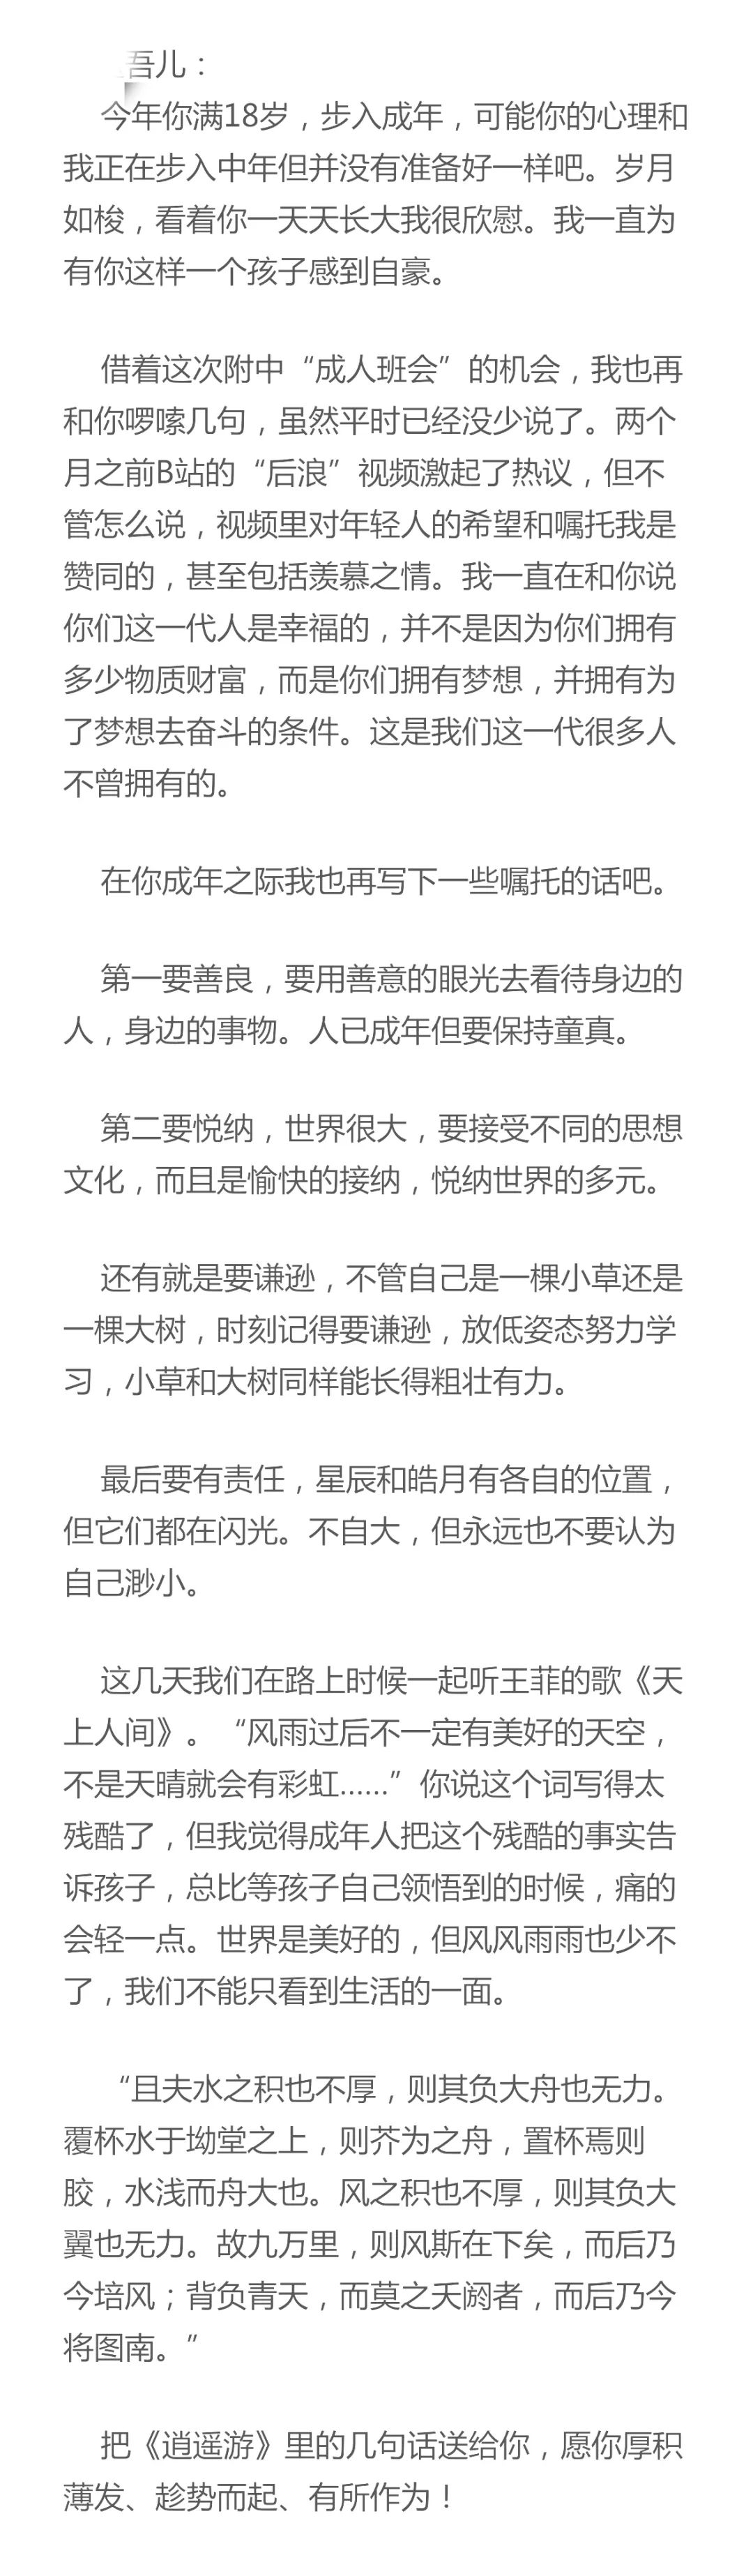 吾儿：
今年你满18岁，步入成年，可能你的心理和
我正在步入中年但并没有准备好一样吧。岁月
如梭，看着你一天天长大我很欣慰。我一直为
有你这样一个孩子感到自豪。
借着这次附中“成人班会”的机会，我也再
和你啰嗦几句，虽然平时已经没少说了。两个
月之前B站的“后浪”视频激起了热议，但不
管怎么说，视频里对年轻人的希望和嘱托我是
赞同的，甚至包括羡慕之情。我一直在和你说
你们这一代人是幸福的，并不是因为你们拥有
多少物质财富，而是你们拥有梦想，并拥有为
了梦想去奋斗的条件。这是我们这一代很多人
不曾拥有的。
在你成年之际我也再写下一些嘱托的话吧。
第一要善良，要用善意的眼光去看待身边的
人，身边的事物。人已成年但要保持童真。
第二要悦纳，世界很大，要接受不同的思想
文化，而且是愉快的接纳，悦纳世界的多元。
还有就是要谦逊，不管自己是一棵小草还是
一棵大树，时刻记得要谦逊，放低姿态努力学
习，小草和大树同样能长得粗壮有力。
最后要有责任，星辰和皓月有各自的位置，
但它们都在闪光。不自大，但永远也不要认为
自己渺小。
这几天我们在路上时候一起听王菲的歌《天
上人间》。“风雨过后不一定有美好的天空，
不是天晴就会有彩虹……”你说这个词写得太
残酷了，但我觉得成年人把这个残酷的事实告
诉孩子，总比等孩子自己领悟到的时候，痛的
会轻一点。世界是美好的，但风风雨雨也少不
了，我们不能只看到生活的一面。
“且夫水之积也不厚，则其负大舟也无力。
覆杯水于坳堂之上，则芥为之舟，置杯焉则
胶，水浅而舟大也。风之积也不厚，则其负大
翼也无力。故九万里，则风斯在下矣，而后乃
今培风；背负青天，而莫之夭阏者，而后乃今
将图南。”
把《逍遥游》里的几句话送给你，愿你厚积
薄发、趁势而起、有所作为！